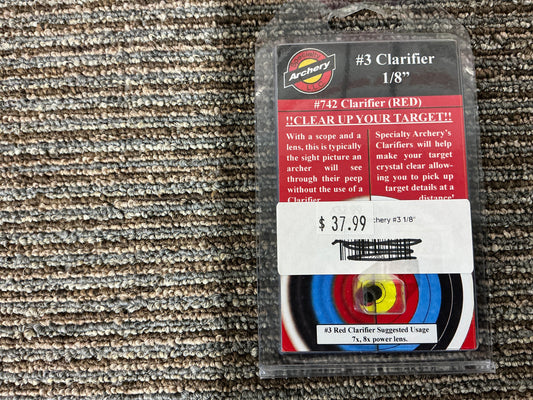 Archery
#3 Clarifier
1/8”
#742 Clarifier (RED)
!!CLEAR UP YOUR TARGET!!
With a scope and a
lens, this is typically
the sight picture an
archer will see
through their peep
without the use of a
Clarifier
Specialty Archery's
Clarifiers will help
make your target
crystal clear allow-
ing you to pick up
target details at a
distance'
$ 37.99
chery #3 1/8"
#3 Red Clarifier Suggested Usage
7x, 8x power lens.